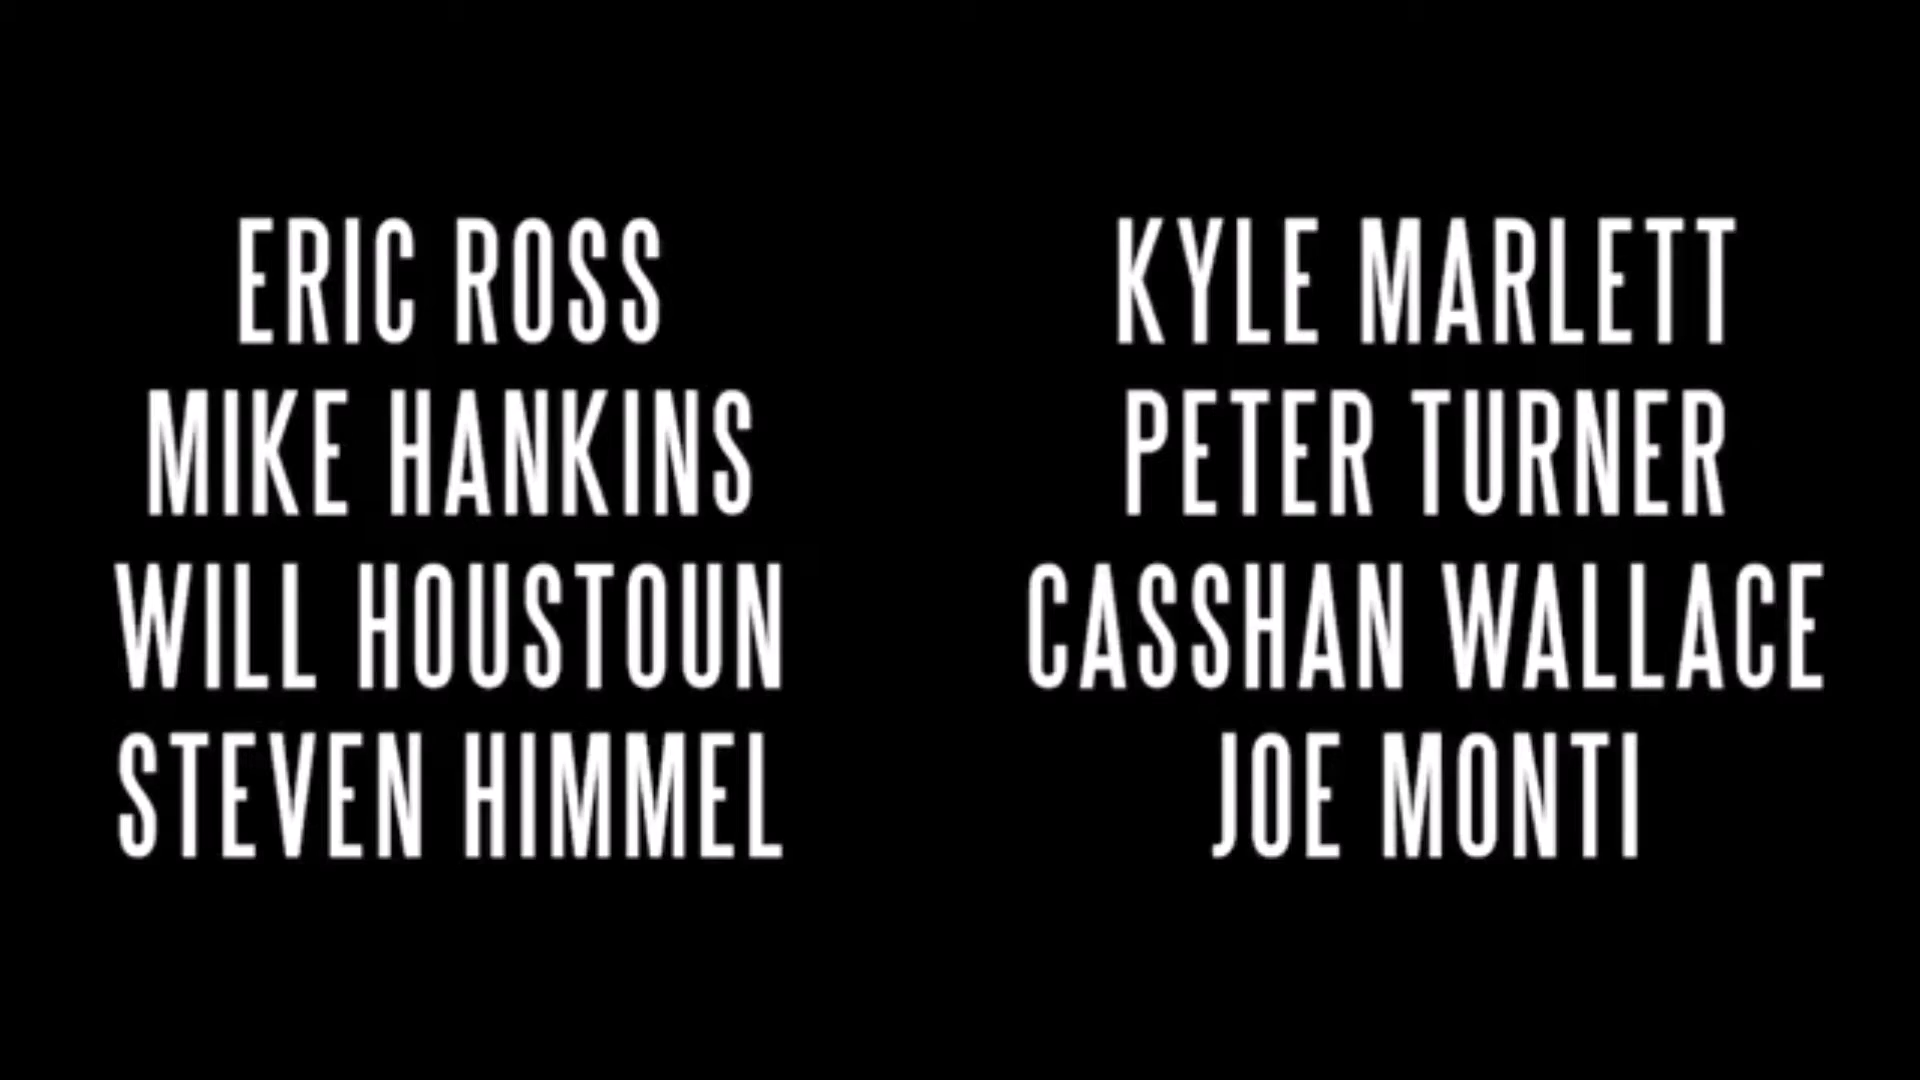 ERIC ROSS
MIKE HANKINS
WILL HOUSTOUN
STEVEN HIMMEL
KYLE MARLETT
PETER TURNER
CASSHAN WALLACE
JOE MONTI